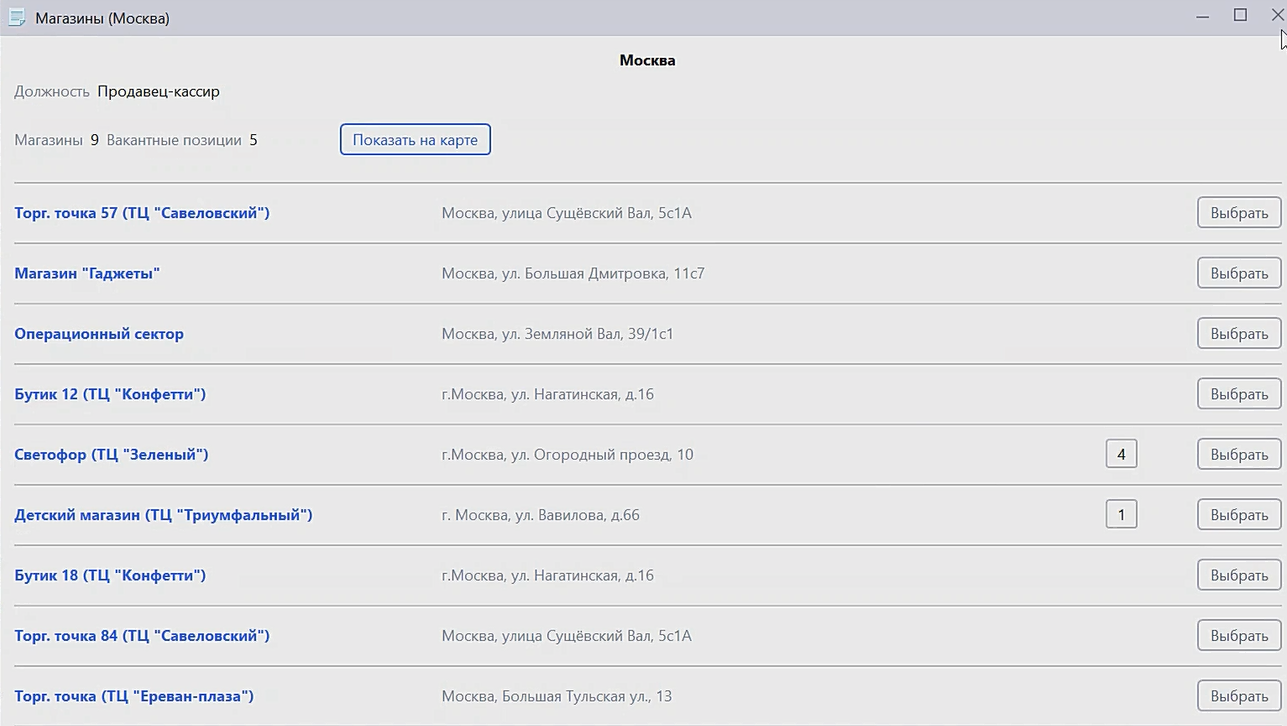 Магазины (Москва)
Москва
Должность Продавец-кассир
Магазины 9 Вакантные позиции 5 Показать на карте
Торг. точка 57 (ТЦ "Савеловский") Москва, улица Сущёвский Вал, 5с1А Выбрать
Магазин "Гаджеты" Москва, ул. Большая Дмитровка, 11с7 Выбрать
Операционный сектор Москва, ул. Земляной Вал, 39/1с1 Выбрать
Бутик 12 (ТЦ "Конфетти") г.Москва, ул. Нагатинская, д.16 Выбрать
Светофор (ТЦ "Зеленый") г.Москва, ул. Огородный проезд, 10 4 Выбрать
Детский магазин (ТЦ "Триумфальный") г. Москва, ул. Вавилова, д.66 1 Выбрать
Бутик 18 (ТЦ "Конфетти") г.Москва, ул. Нагатинская, д.16 Выбрать
Торг. точка 84 (ТЦ "Савеловский") Москва, улица Сущёвский Вал, 5с1А Выбрать
Торг. точка (ТЦ "Ереван-плаза") Москва, Большая Тульская ул., 13 Выбрать